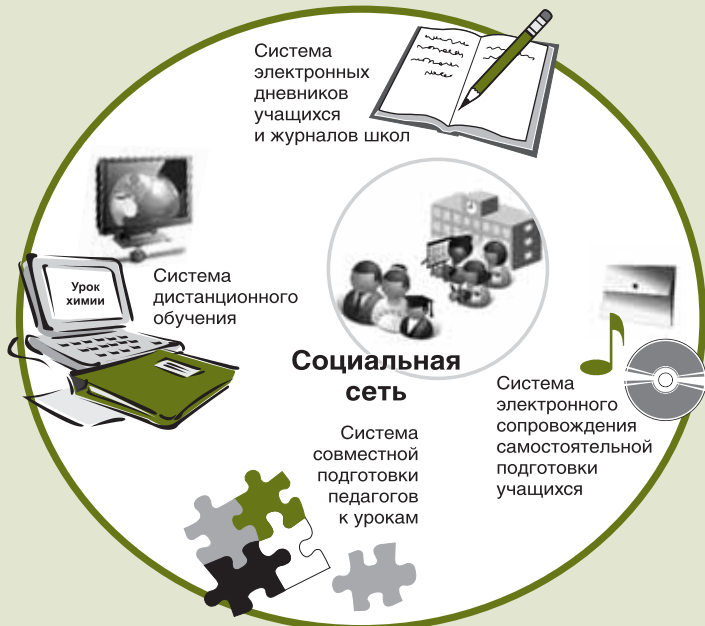 Система
электронных
дневников
учащихся
и журналов школ
Урок
химии
Система
дистанционного
обучения
Социальная
сеть
Система
электронного
сопровождения
самостоятельной
подготовки
учащихся
Система
совместной
подготовки
педагогов
к урокам